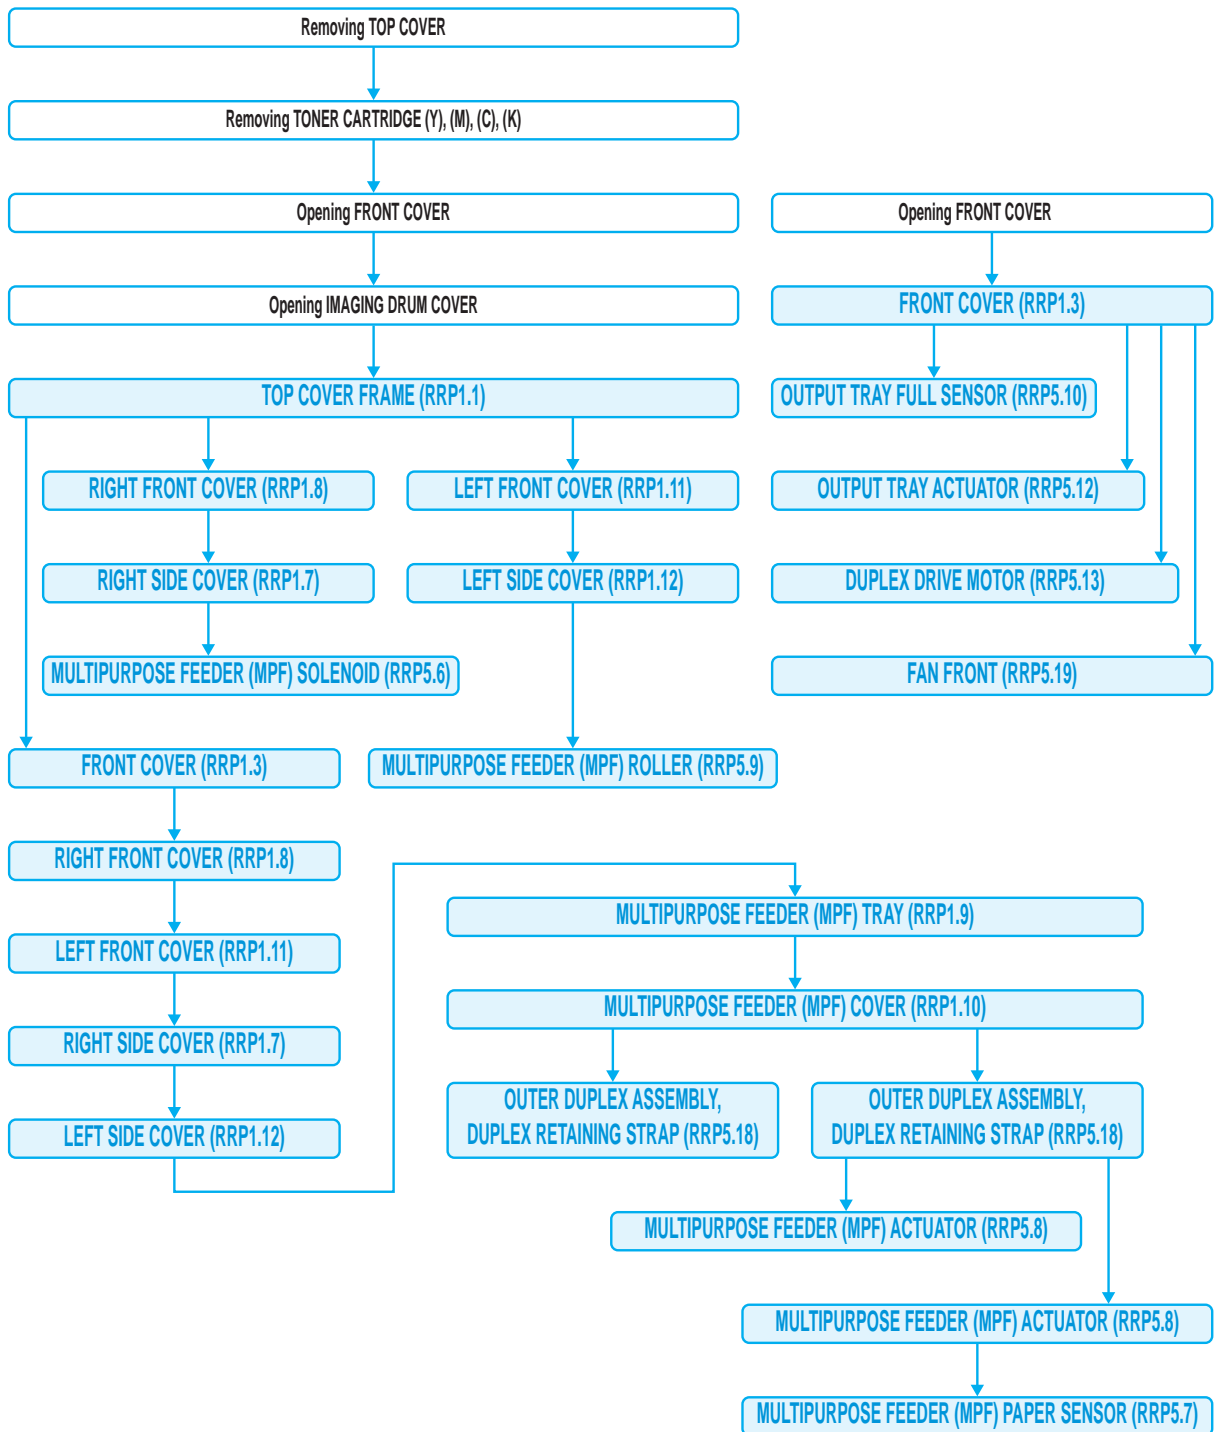 Removing TOP COVER
Removing TONER CARTRIDGE (Y), (M), (C), (K)
Opening FRONT COVER
Opening FRONT COVER
Opening IMAGING DRUM COVER
FRONT COVER (RRP1.3)
TOP COVER FRAME (RRP1.1)
OUTPUT TRAY FULL SENSOR (RRP5.10)
RIGHT FRONT COVER (RRP1.8)
LEFT FRONT COVER (RRP1.11)
OUTPUT TRAY ACTUATOR (RRP5.12)
RIGHT SIDE COVER (RRP1.7)
LEFT SIDE COVER (RRP1.12)
DUPLEX DRIVE MOTOR (RRP5.13)
MULTIPURPOSE FEEDER (MPF) SOLENOID (RRP5.6)
FAN FRONT (RRP5.19)
FRONT COVER (RRP1.3)
MULTIPURPOSE FEEDER (MPF) ROLLER (RRP5.9)
RIGHT FRONT COVER (RRP1.8)
MULTIPURPOSE FEEDER (MPF) TRAY (RRP1.9)
LEFT FRONT COVER (RRP1.11)
MULTIPURPOSE FEEDER (MPF) COVER (RRP1.10)
RIGHT SIDE COVER (RRP1.7)
OUTER DUPLEX ASSEMBLY,
DUPLEX RETAINING STRAP (RRP5.18)
OUTER DUPLEX ASSEMBLY,
DUPLEX RETAINING STRAP (RRP5.18)
LEFT SIDE COVER (RRP1.12)
MULTIPURPOSE FEEDER (MPF) ACTUATOR (RRP5.8)
MULTIPURPOSE FEEDER (MPF) ACTUATOR (RRP5.8)
MULTIPURPOSE FEEDER (MPF) PAPER SENSOR (RRP5.7)